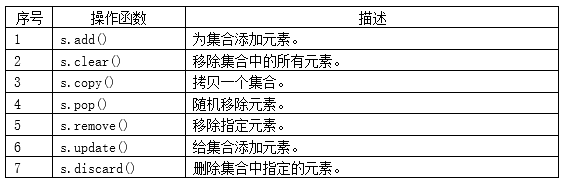 序号 操作函数 描述
1 s.add() 为集合添加元素。
2 s.clear() 移除集合中的所有元素。
3 s.copy() 拷贝一个集合。
4 s.pop() 随机移除元素。
5 s.remove() 移除指定元素。
6 s.update() 给集合添加元素。
7 s.discard() 删除集合中指定的元素。